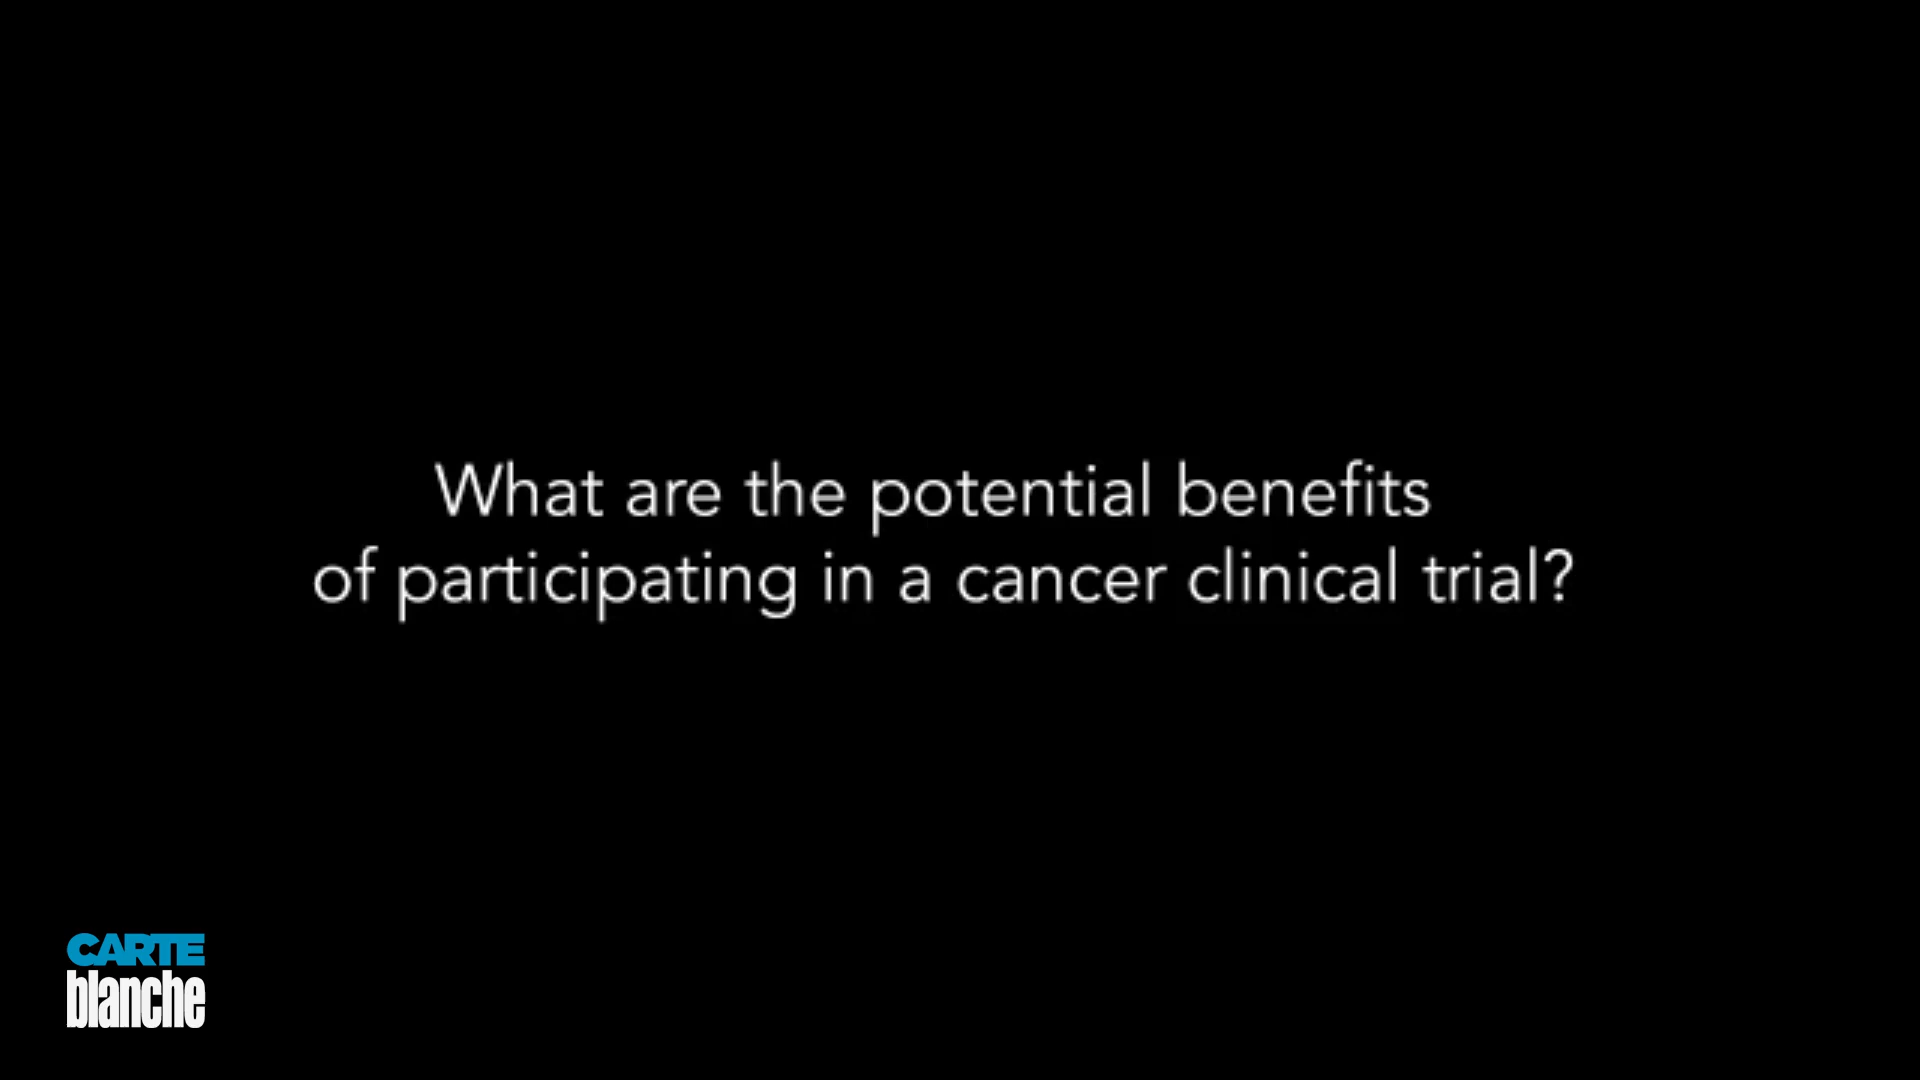 What are the potential benefits
of participating in a cancer clinical trial?
CARTE
blanche